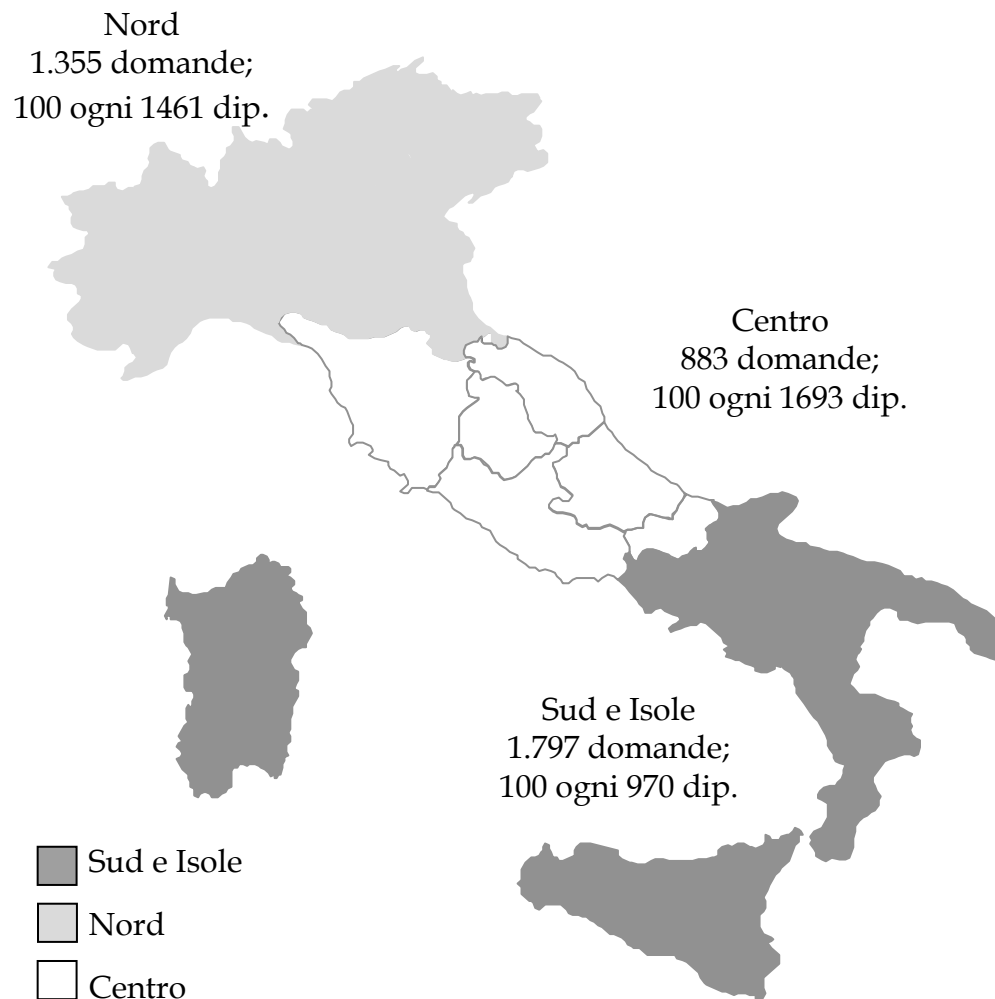 Nord
1.355 domande;
100 ogni 1461 dip.
Centro
883 domande;
100 ogni 1693 dip.
Sud e Isole
1.797 domande;
100 ogni 970 dip.
Sud e Isole
Nord
Centro